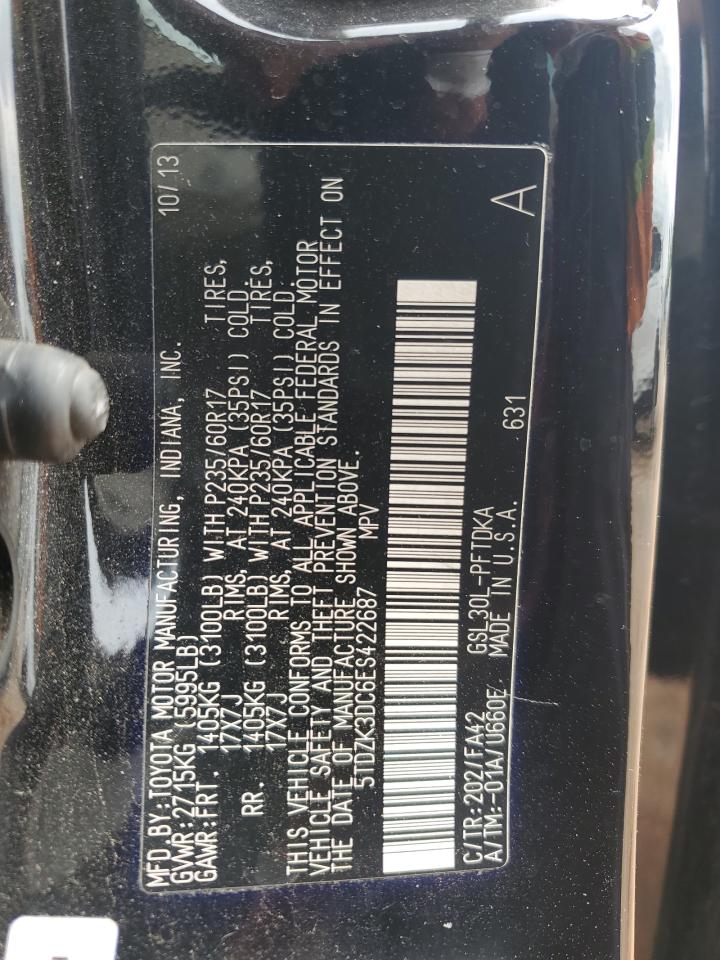 MFD BY:TOYOTA MOTOR MANUFACTURING, INDIANA, INC. 10/13
GVWR:2715KG (5995LB)
GAWR:FRT. 1405KG (3100LB) WITH P235/60R17 TIRES,
17X7J RIMS, AT 240KPA (35PSI) COLD.
RR. 1405KG (3100LB) WITH P235/60R17 TIRES,
17X7J RIMS, AT 240KPA (35PSI) COLD.
THIS VEHICLE CONFORMS TO ALL APPLICABLE FEDERAL MOTOR
VEHICLE SAFETY AND THEFT PREVENTION STANDARDS IN EFFECT ON
THE DATE OF MANUFACTURE SHOWN ABOVE.
5TDZK3DC6ES422687 MPV
C/TR:202/FA42 GSL30L-PFTDKA
A/TM:-01A/U660E MADE IN U.S.A. 631 A